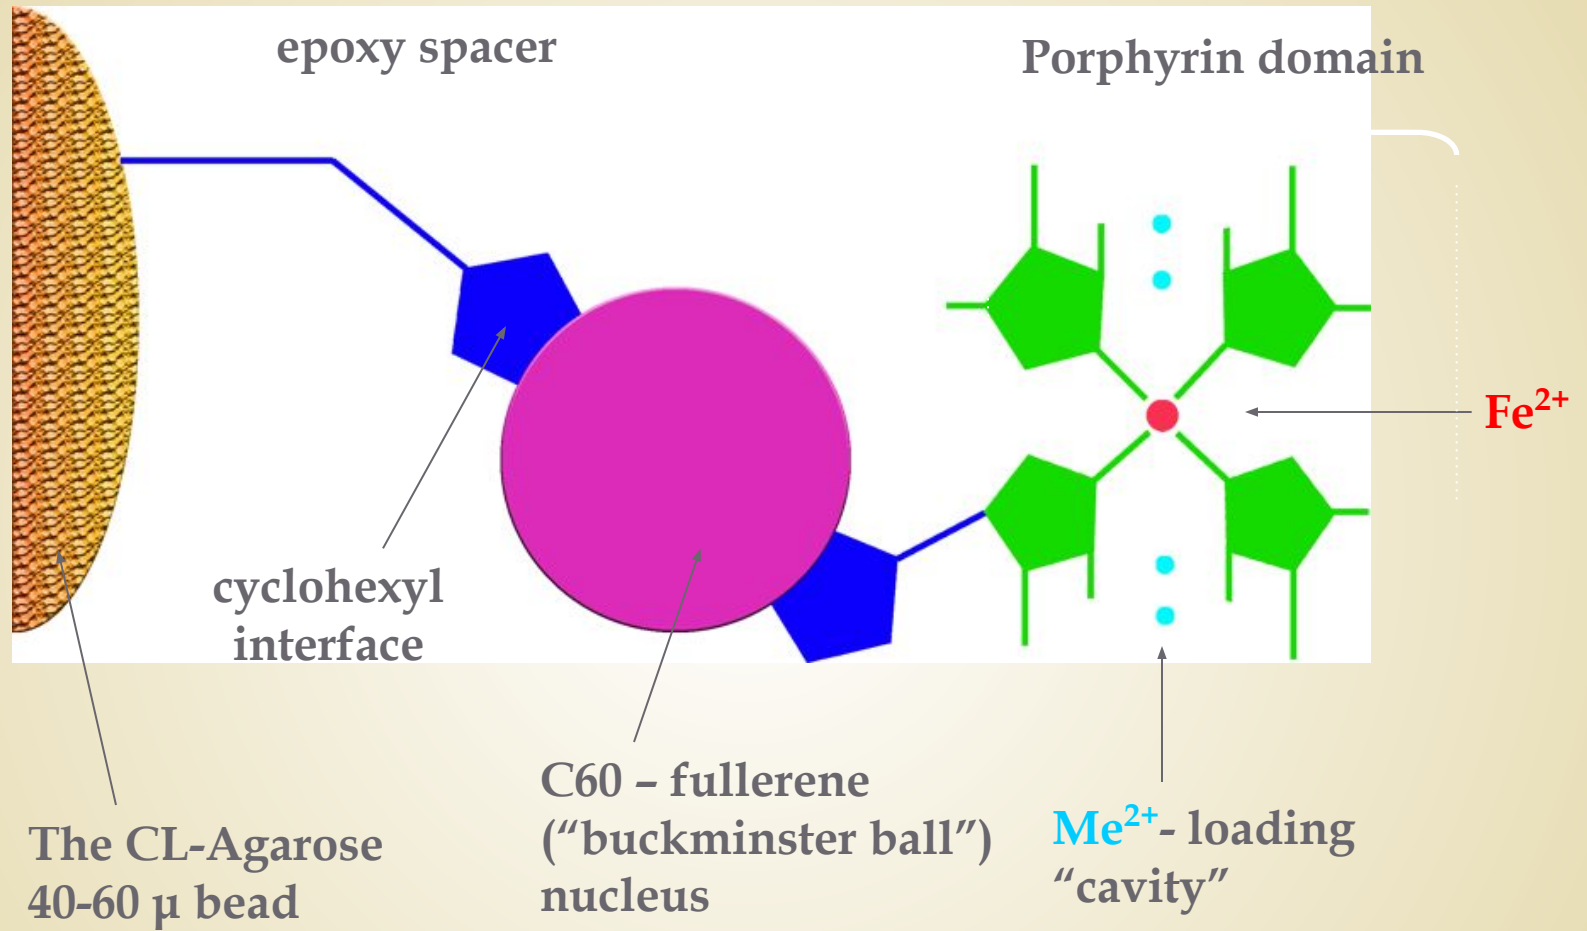 epoxy spacer
Porphyrin domain
Fe²⁺
cyclohexyl
interface
The CL-Agarose
40-60 μ bead
C60 – fullerene
(“buckminster ball”)
nucleus
Me²⁺- loading
“cavity”